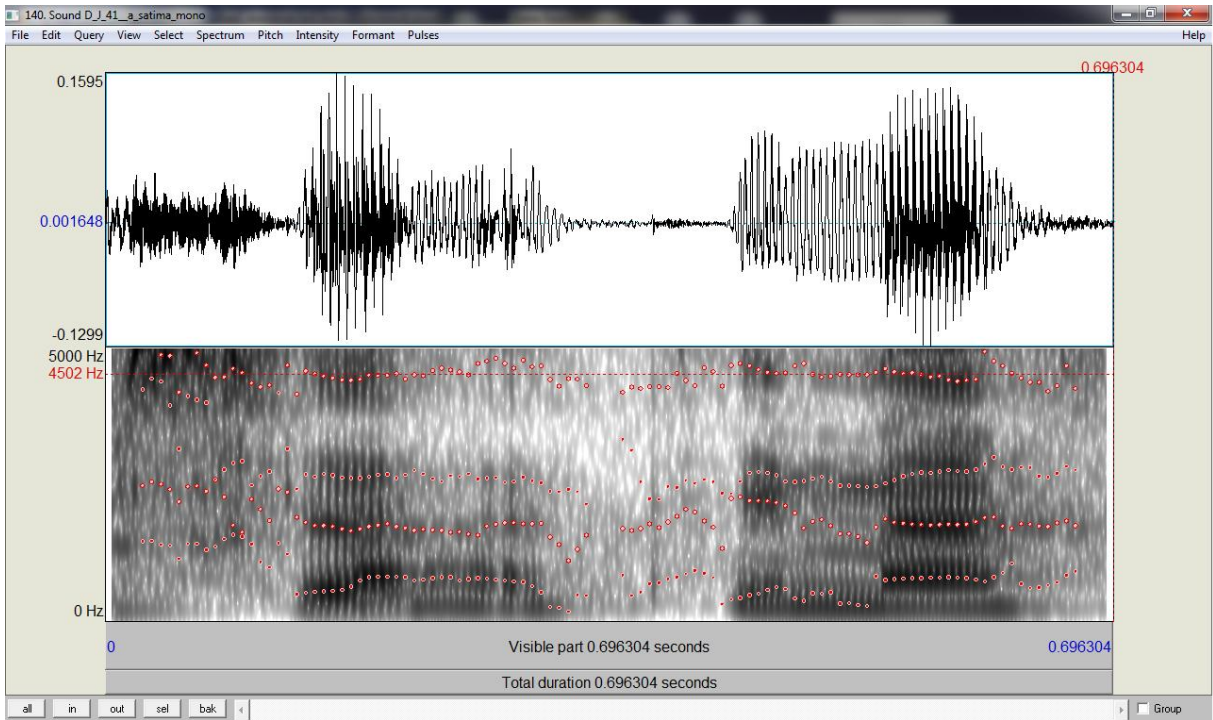 140. Sound D_J_41__a_satima_mono
File Edit Query View Select Spectrum Pitch Intensity Formant Pulses Help
0.696304
0.1595
0.001648
-0.1299
5000 Hz
4502 Hz
0 Hz
0 Visible part 0.696304 seconds 0.696304
Total duration 0.696304 seconds
all in out sel bak Group